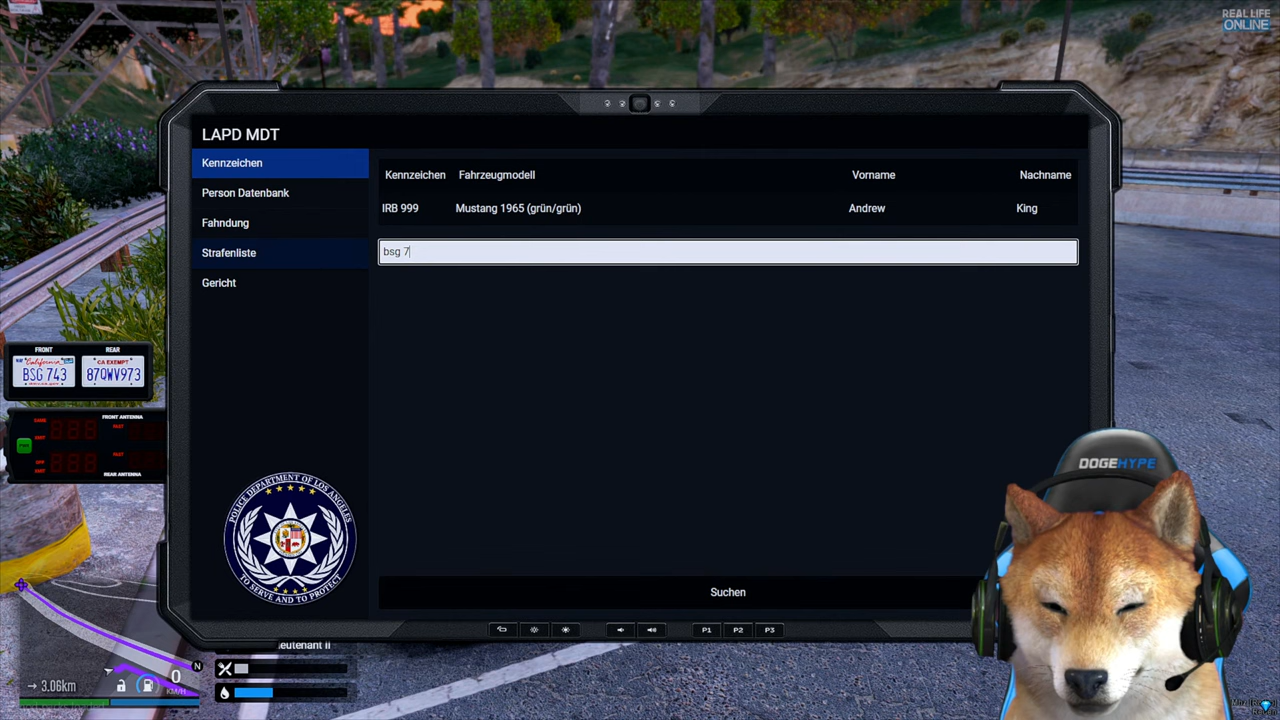 REAL LIFE
ONLINE
LAPD MDT
Kennzeichen
Person Datenbank
Fahndung
Strafenliste
Gericht
Kennzeichen Fahrzeugmodell Vorname Nachname
IRB 999 Mustang 1965 (grün/grün) Andrew King
bsg 7
Suchen
FRONT REAR
California
BSG 743
CA EXEMPT
87QWV973
FRONT ANTENNA
REAR ANTENNA
POLICE DEPARTMENT OF LOS ANGELES
TO SERVE AND TO PROTECT
P1 P2 P3
eutenant II
N
→ 3.06km
0
KM/H
DOGEHYPE